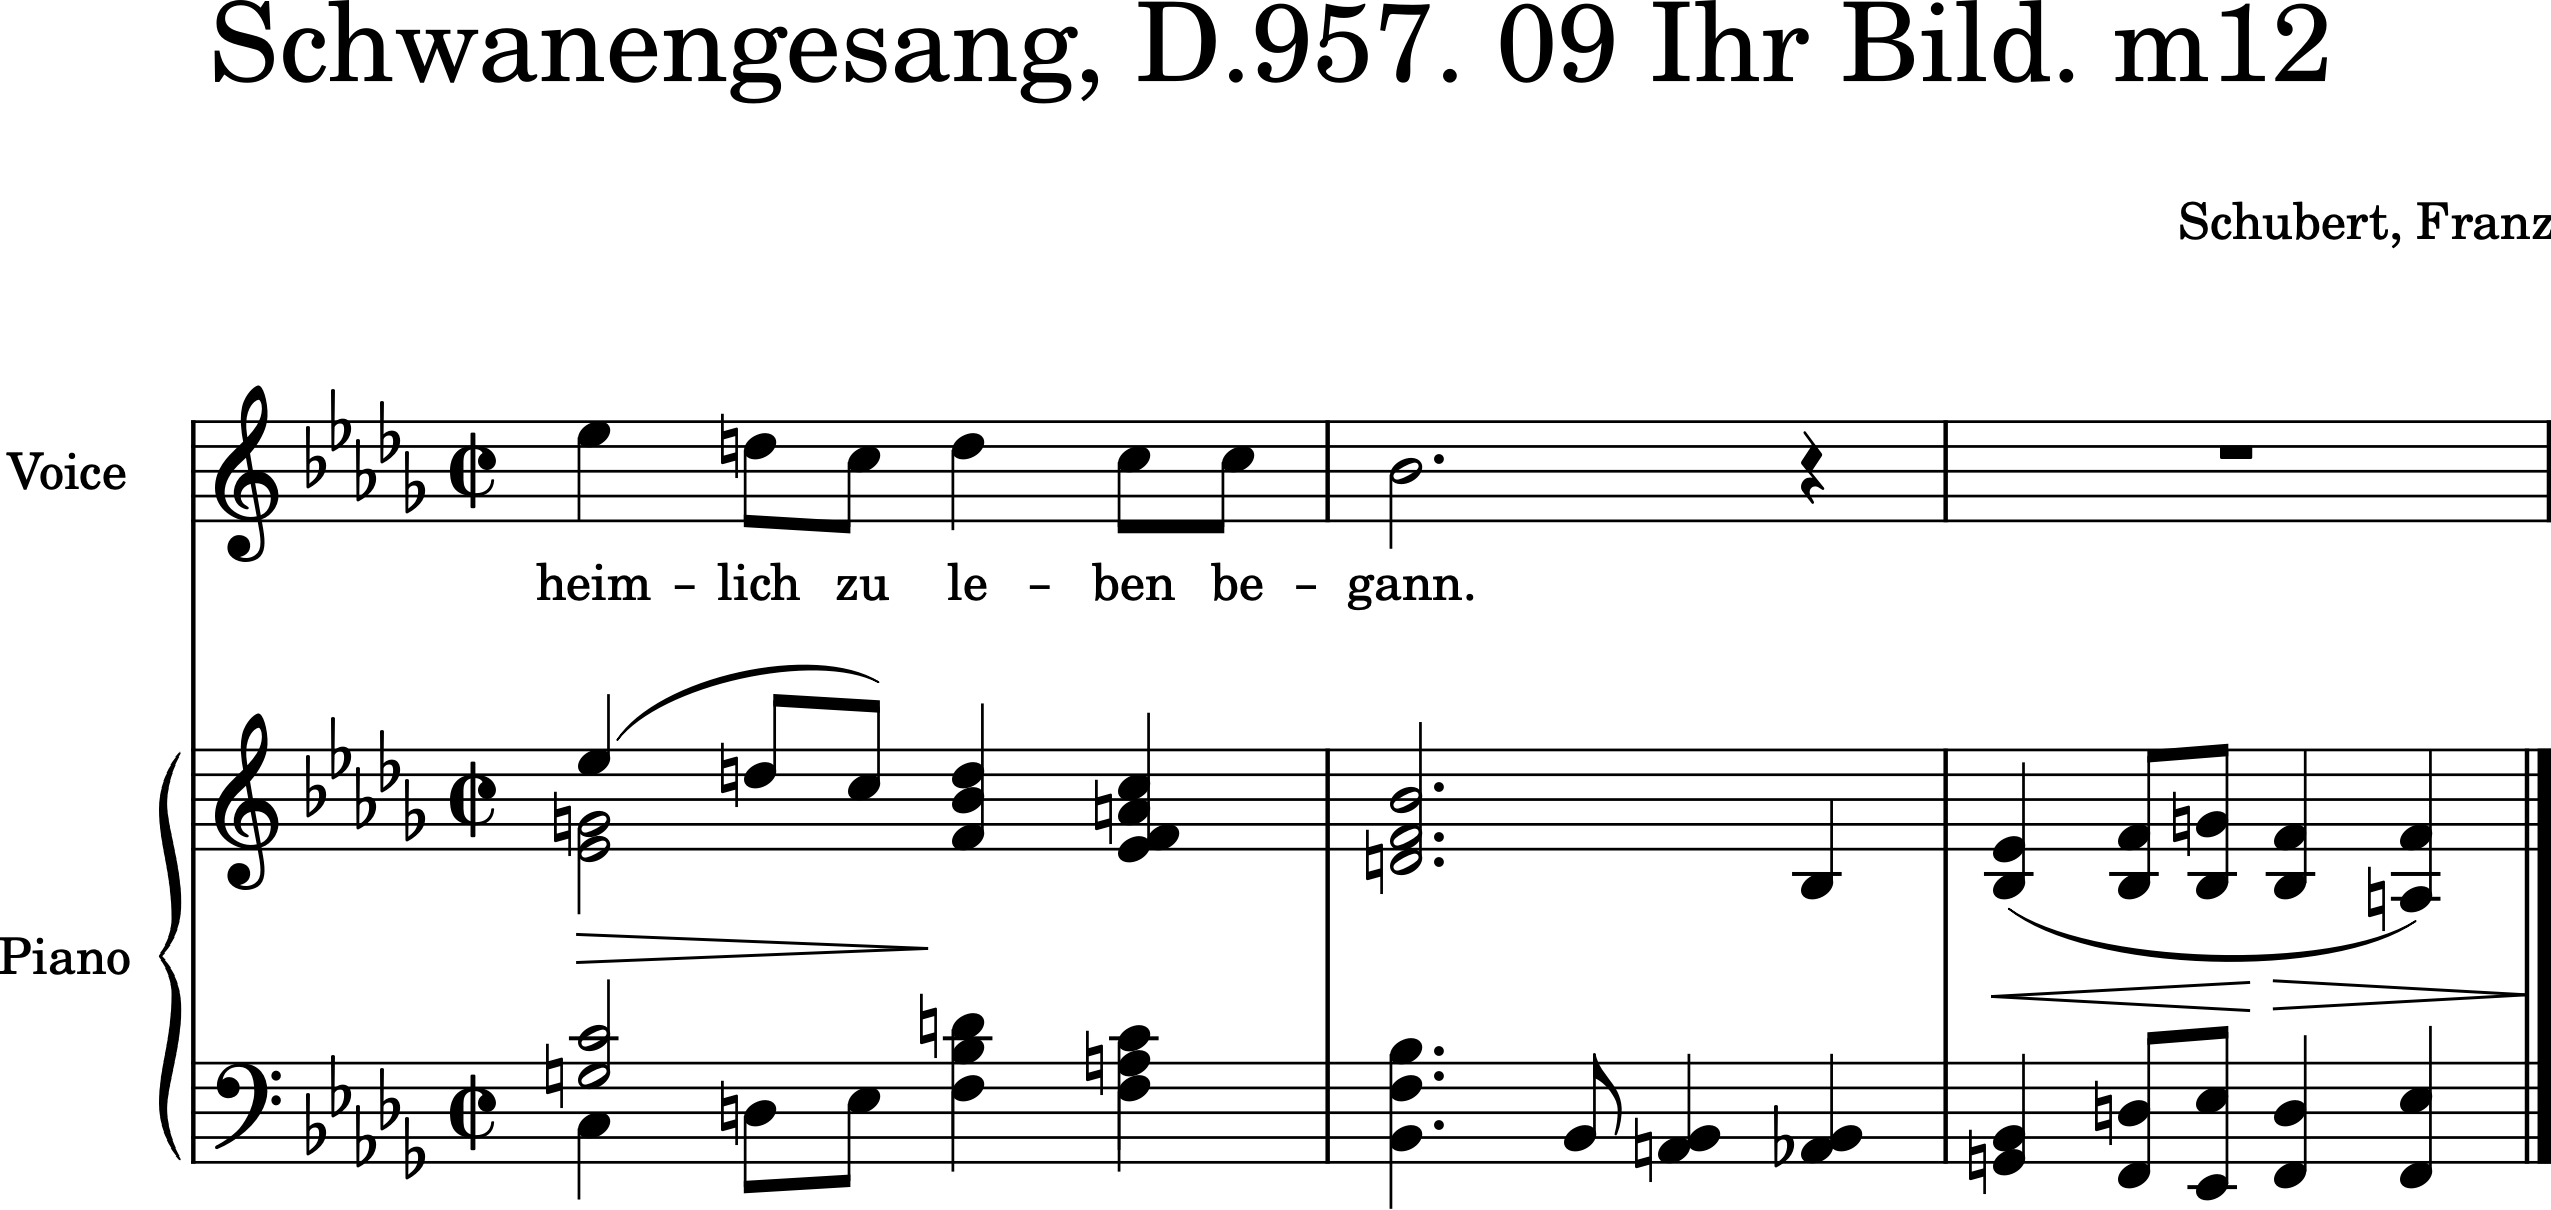 Schwanengesang, D.957. 09 Ihr Bild. m12
Schubert, Franz
Voice
heim – lich zu le – ben be – gann.
Piano